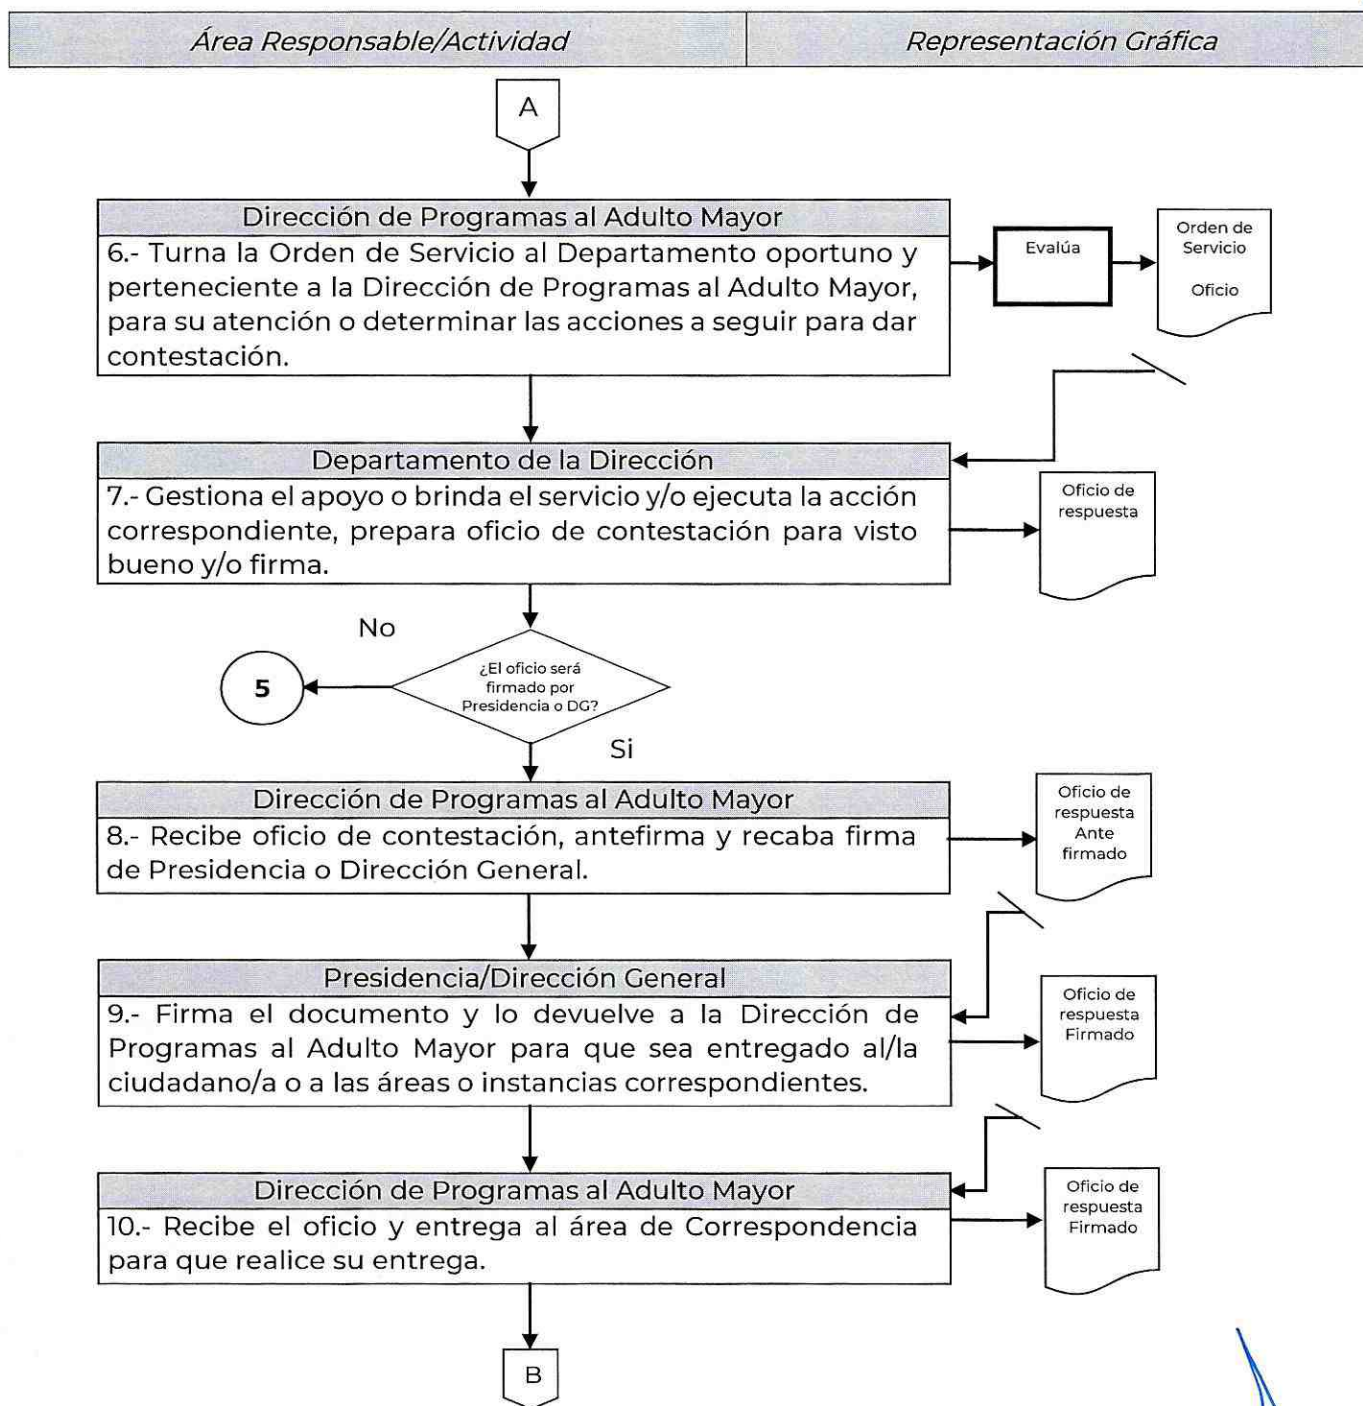 Área Responsable/Actividad
Representación Gráfica
A
Dirección de Programas al Adulto Mayor
6.- Turna la Orden de Servicio al Departamento oportuno y
perteneciente a la Dirección de Programas al Adulto Mayor,
para su atención o determinar las acciones a seguir para dar
contestación.
Evalúa
Orden de
Servicio
Oficio
Departamento de la Dirección
7.- Gestiona el apoyo o brinda el servicio y/o ejecuta la acción
correspondiente, prepara oficio de contestación para visto
bueno y/o firma.
Oficio de
respuesta
No
5
¿El oficio será
firmado por
Presidencia o DG?
Si
Dirección de Programas al Adulto Mayor
8.- Recibe oficio de contestación, antefirma y recaba firma
de Presidencia o Dirección General.
Oficio de
respuesta
Ante
firmado
Presidencia/Dirección General
9.- Firma el documento y lo devuelve a la Dirección de
Programas al Adulto Mayor para que sea entregado al/la
ciudadano/a o a las áreas o instancias correspondientes.
Oficio de
respuesta
Firmado
Dirección de Programas al Adulto Mayor
10.- Recibe el oficio y entrega al área de Correspondencia
para que realice su entrega.
Oficio de
respuesta
Firmado
B